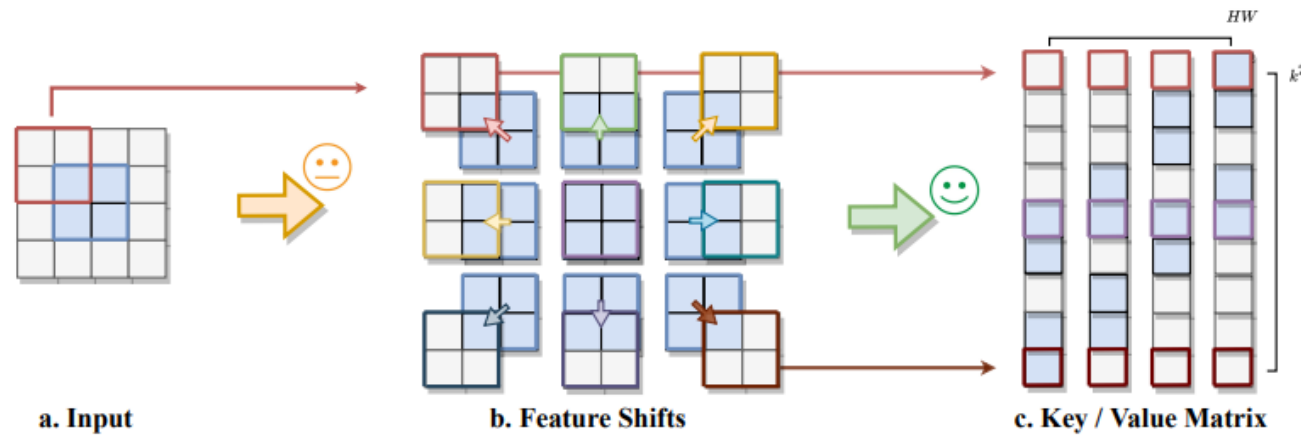 HW
k²
a. Input
b. Feature Shifts
c. Key / Value Matrix